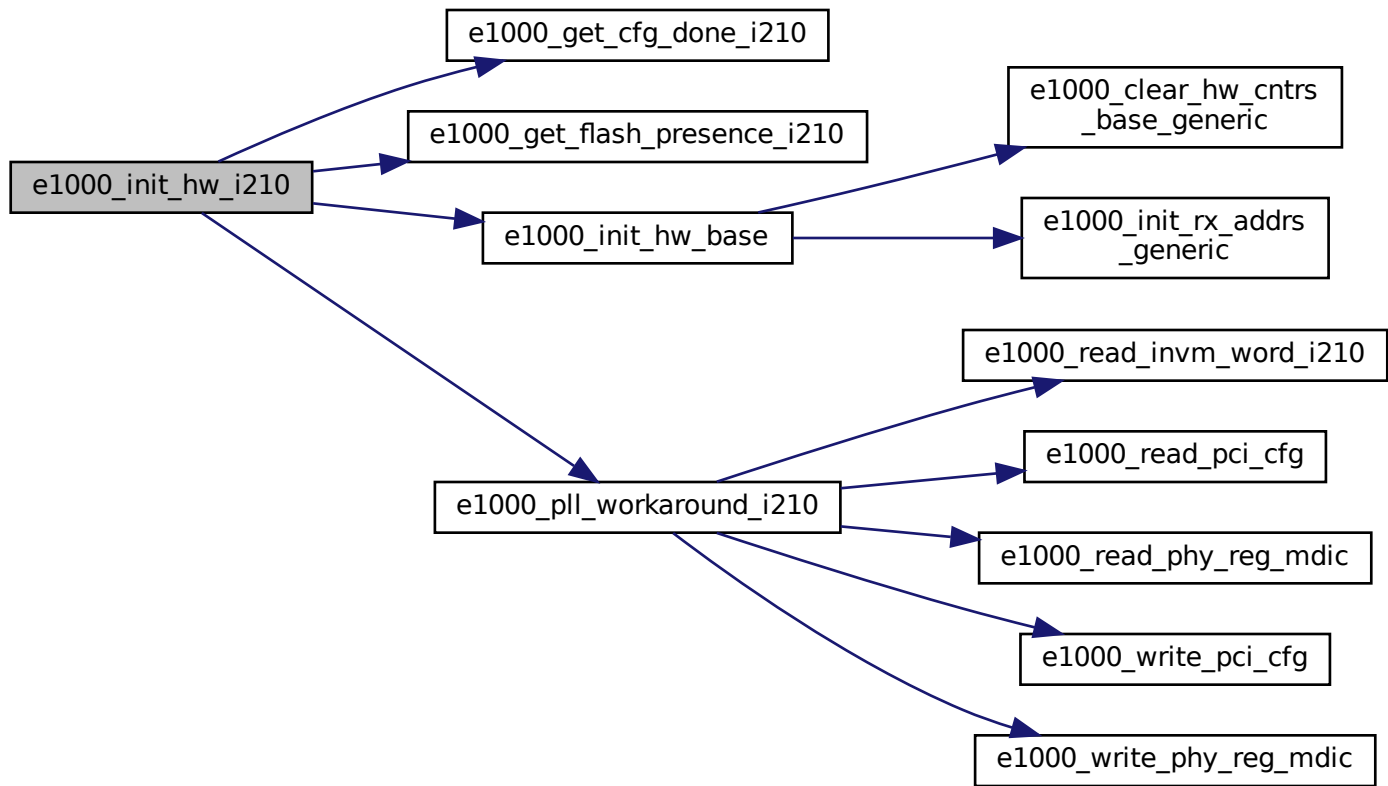 e1000_get_cfg_done_i210
e1000_clear_hw_cntrs
_base_generic
e1000_get_flash_presence_i210
e1000_init_hw_i210
e1000_init_hw_base
e1000_init_rx_addrs
_generic
e1000_read_invm_word_i210
e1000_read_pci_cfg
e1000_pll_workaround_i210
e1000_read_phy_reg_mdic
e1000_write_pci_cfg
e1000_write_phy_reg_mdic